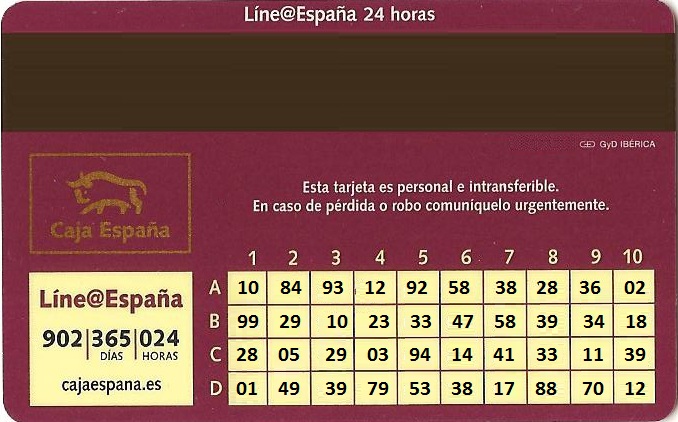 Líne@España 24 horas
GyD IBÉRICA
Esta tarjeta es personal e intransferible.
En caso de pérdida o robo comuníquelo urgentemente.
Caja España
Líne@España
902|365|024
DÍAS HORAS
cajaespana.es
1 2 3 4 5 6 7 8 9 10
A 10 84 93 12 92 58 38 28 36 02
B 99 29 10 23 33 47 58 39 34 18
C 28 05 29 03 94 14 41 33 11 39
D 01 49 39 79 53 38 17 88 70 12